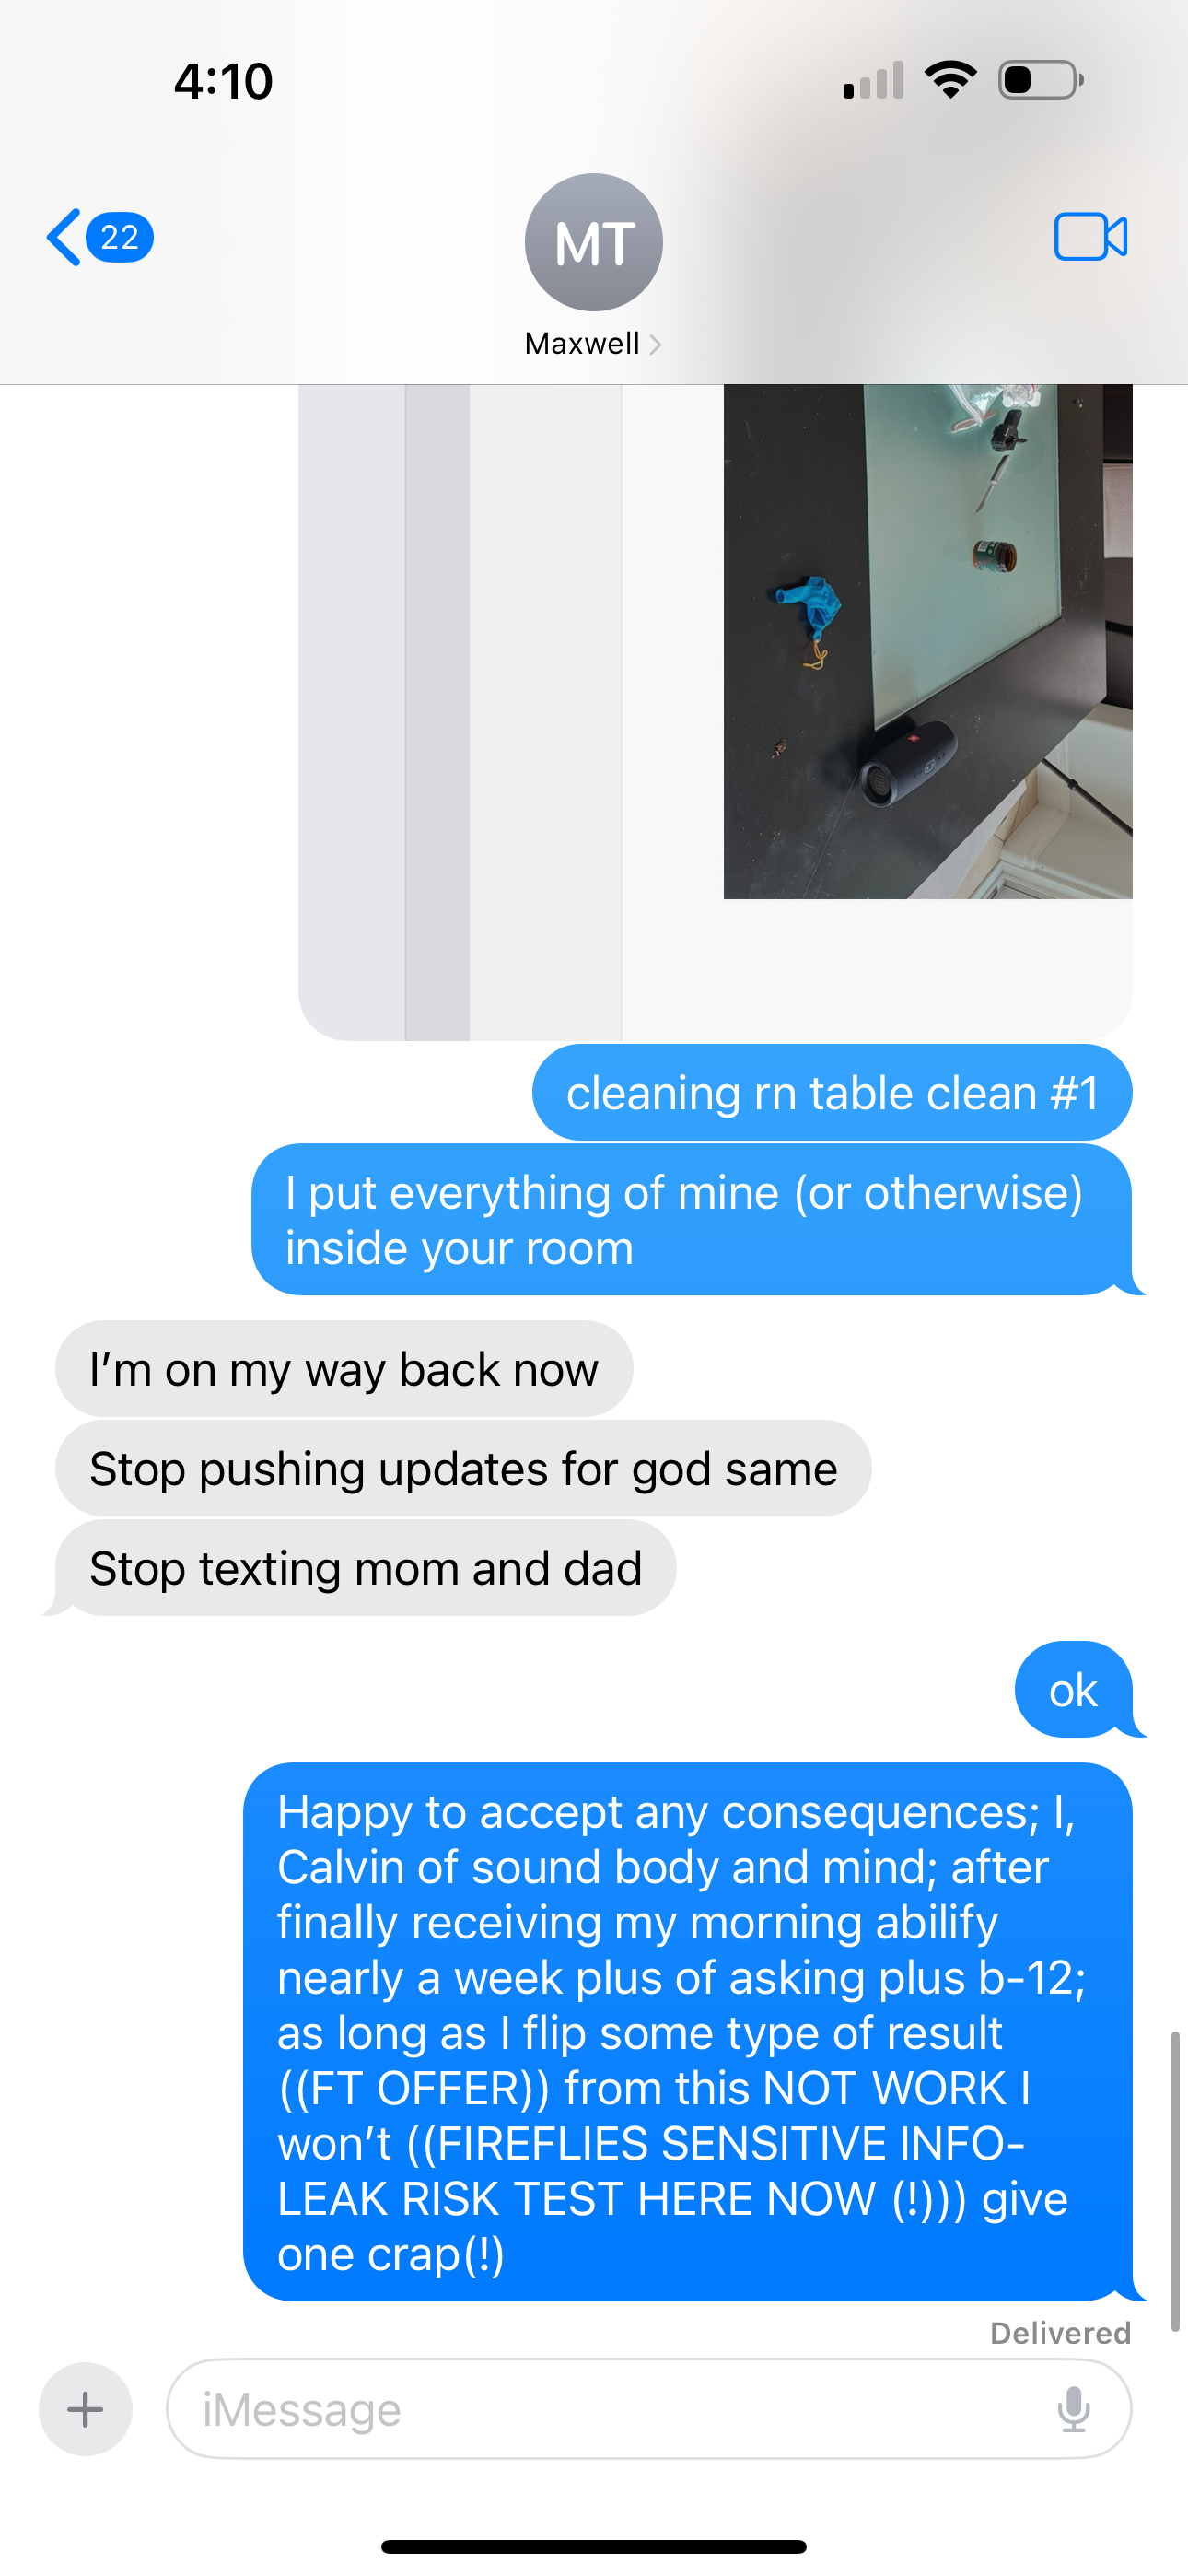 4:10
22
MT
Maxwell
cleaning rn table clean #1
I put everything of mine (or otherwise)
inside your room
I’m on my way back now
Stop pushing updates for god same
Stop texting mom and dad
ok
Happy to accept any consequences; I,
Calvin of sound body and mind; after
finally receiving my morning abilify
nearly a week plus of asking plus b-12;
as long as I flip some type of result
((FT OFFER)) from this NOT WORK I
won’t ((FIREFLIES SENSITIVE INFO-
LEAK RISK TEST HERE NOW (!))) give
one crap(!)
Delivered
iMessage